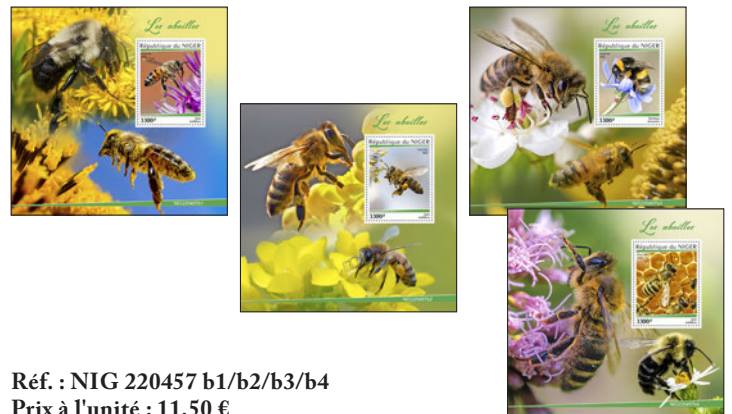 Les abeilles
République du NIGER
3300F
Les abeilles
République du NIGER
3300F
Les abeilles
République du NIGER
3300F
Les abeilles
République du NIGER
3300F
Réf. : NIG 220457 b1/b2/b3/b4
Prix à l'unité : 11,50 €